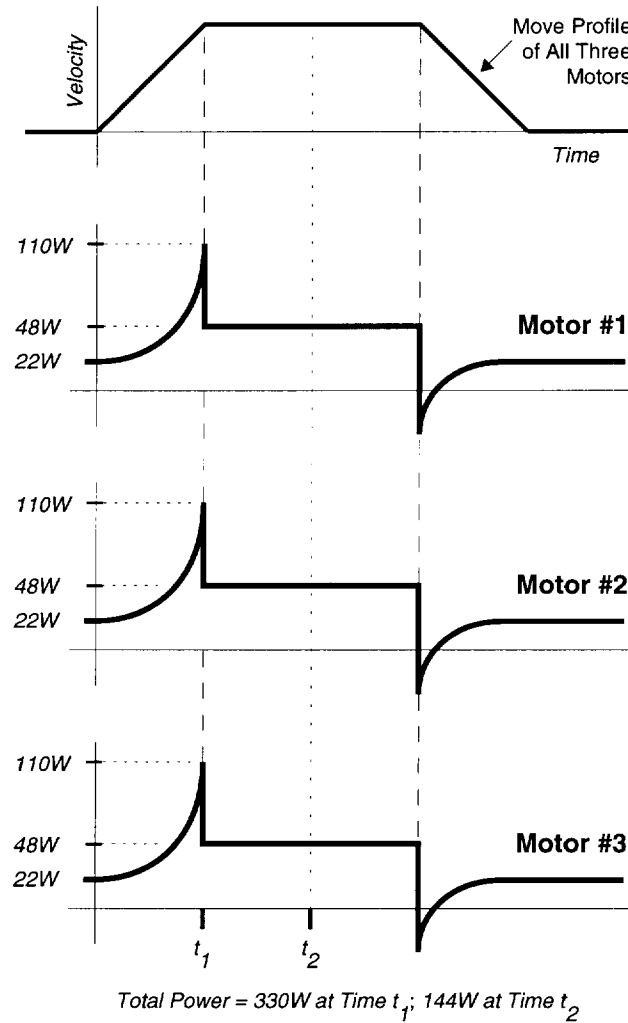 Velocity
Move Profile
of All Three
Motors
Time
110W
48W
22W
Motor #1
110W
48W
22W
Motor #2
110W
48W
22W
Motor #3
t1
t2
Total Power = 330W at Time t1; 144W at Time t2